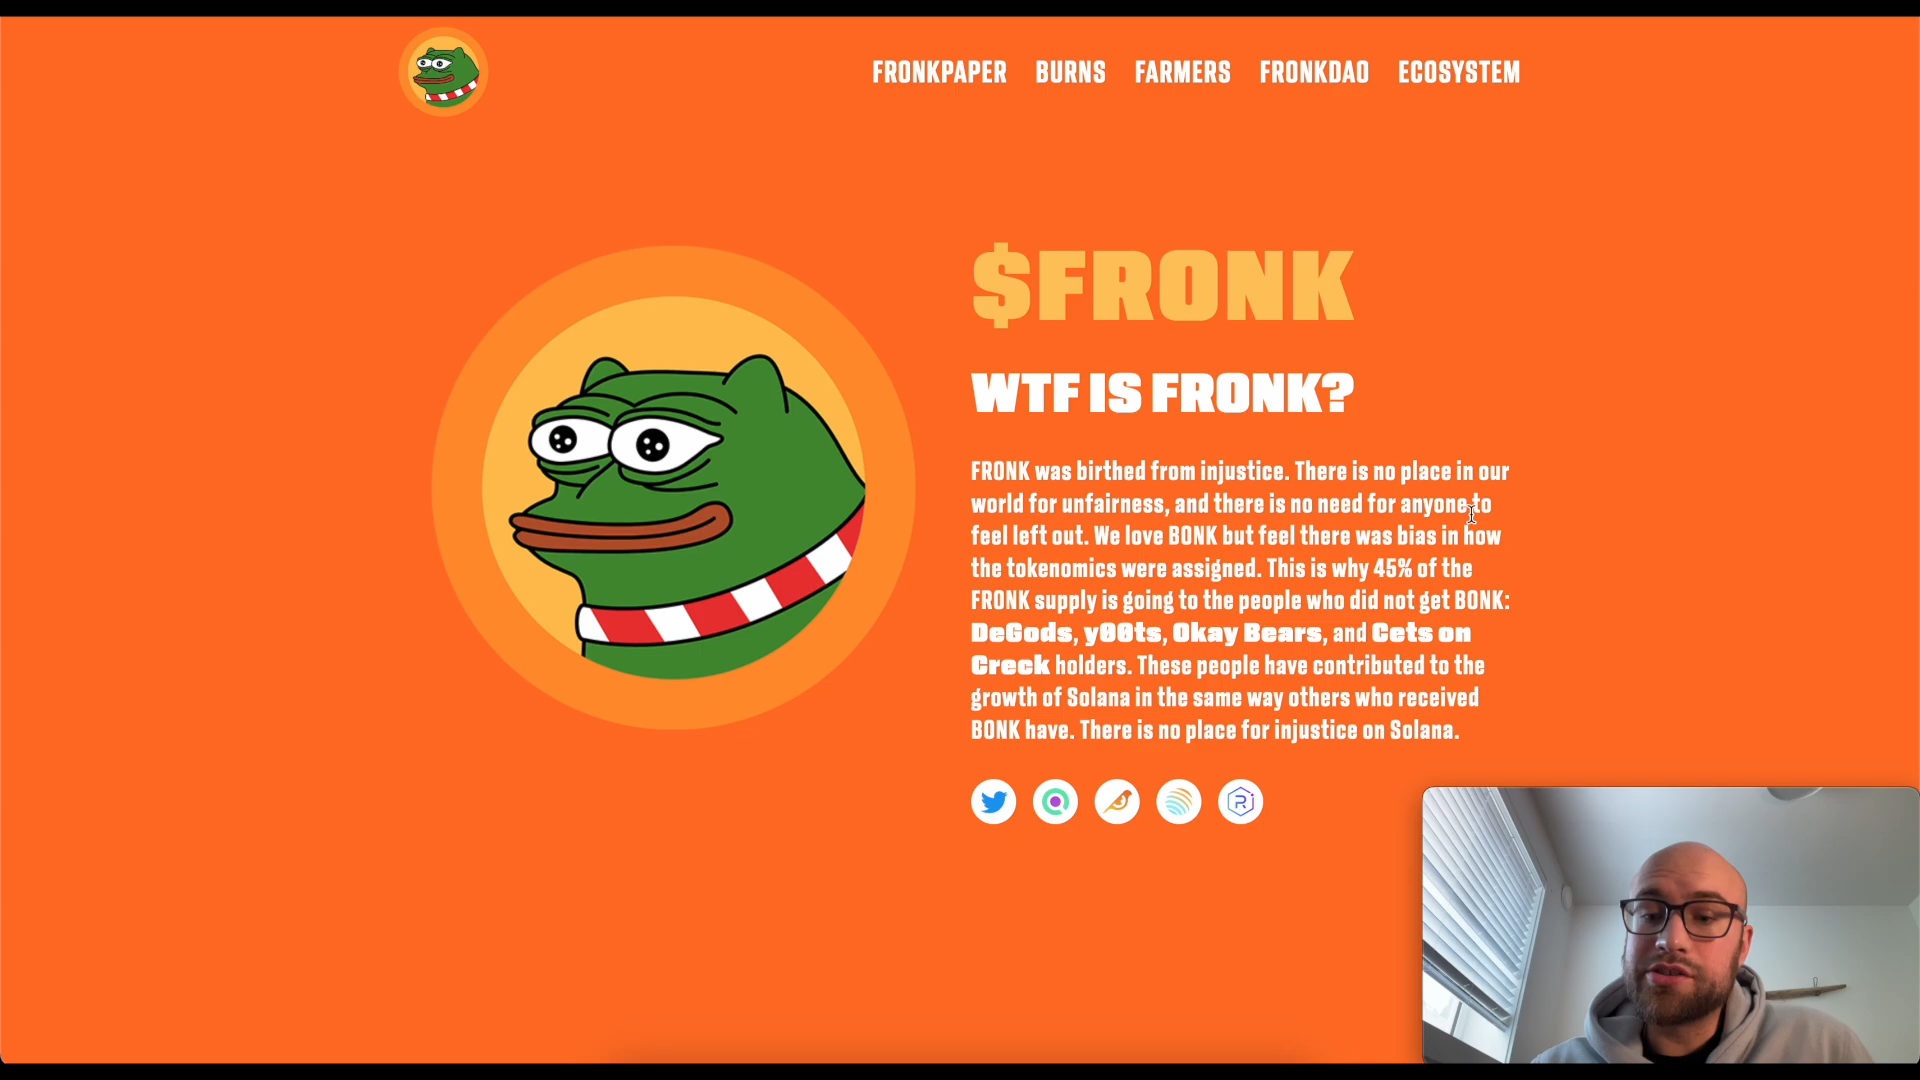 FRONKPAPER BURNS FARMERS FRONKDAO ECOSYSTEM
$FRONK
WTF IS FRONK?
FRONK was birthed from injustice. There is no place in our
world for unfairness, and there is no need for anyone to
feel left out. We love BONK but feel there was bias in how
the tokenomics were assigned. This is why 45% of the
FRONK supply is going to the people who did not get BONK:
DeGods, y00ts, Okay Bears, and Cets on
Creck holders. These people have contributed to the
growth of Solana in the same way others who received
BONK have. There is no place for injustice on Solana.